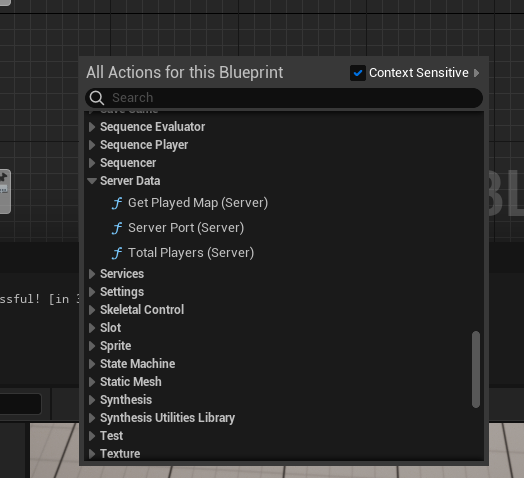 All Actions for this Blueprint
Context Sensitive
Search
Save Game
Sequence Evaluator
Sequence Player
Sequencer
Server Data
Get Played Map (Server)
Server Port (Server)
Total Players (Server)
Services
ssful! [in 3
Settings
Skeletal Control
Slot
Sprite
State Machine
Static Mesh
Synthesis
Synthesis Utilities Library
Test
Texture
BL